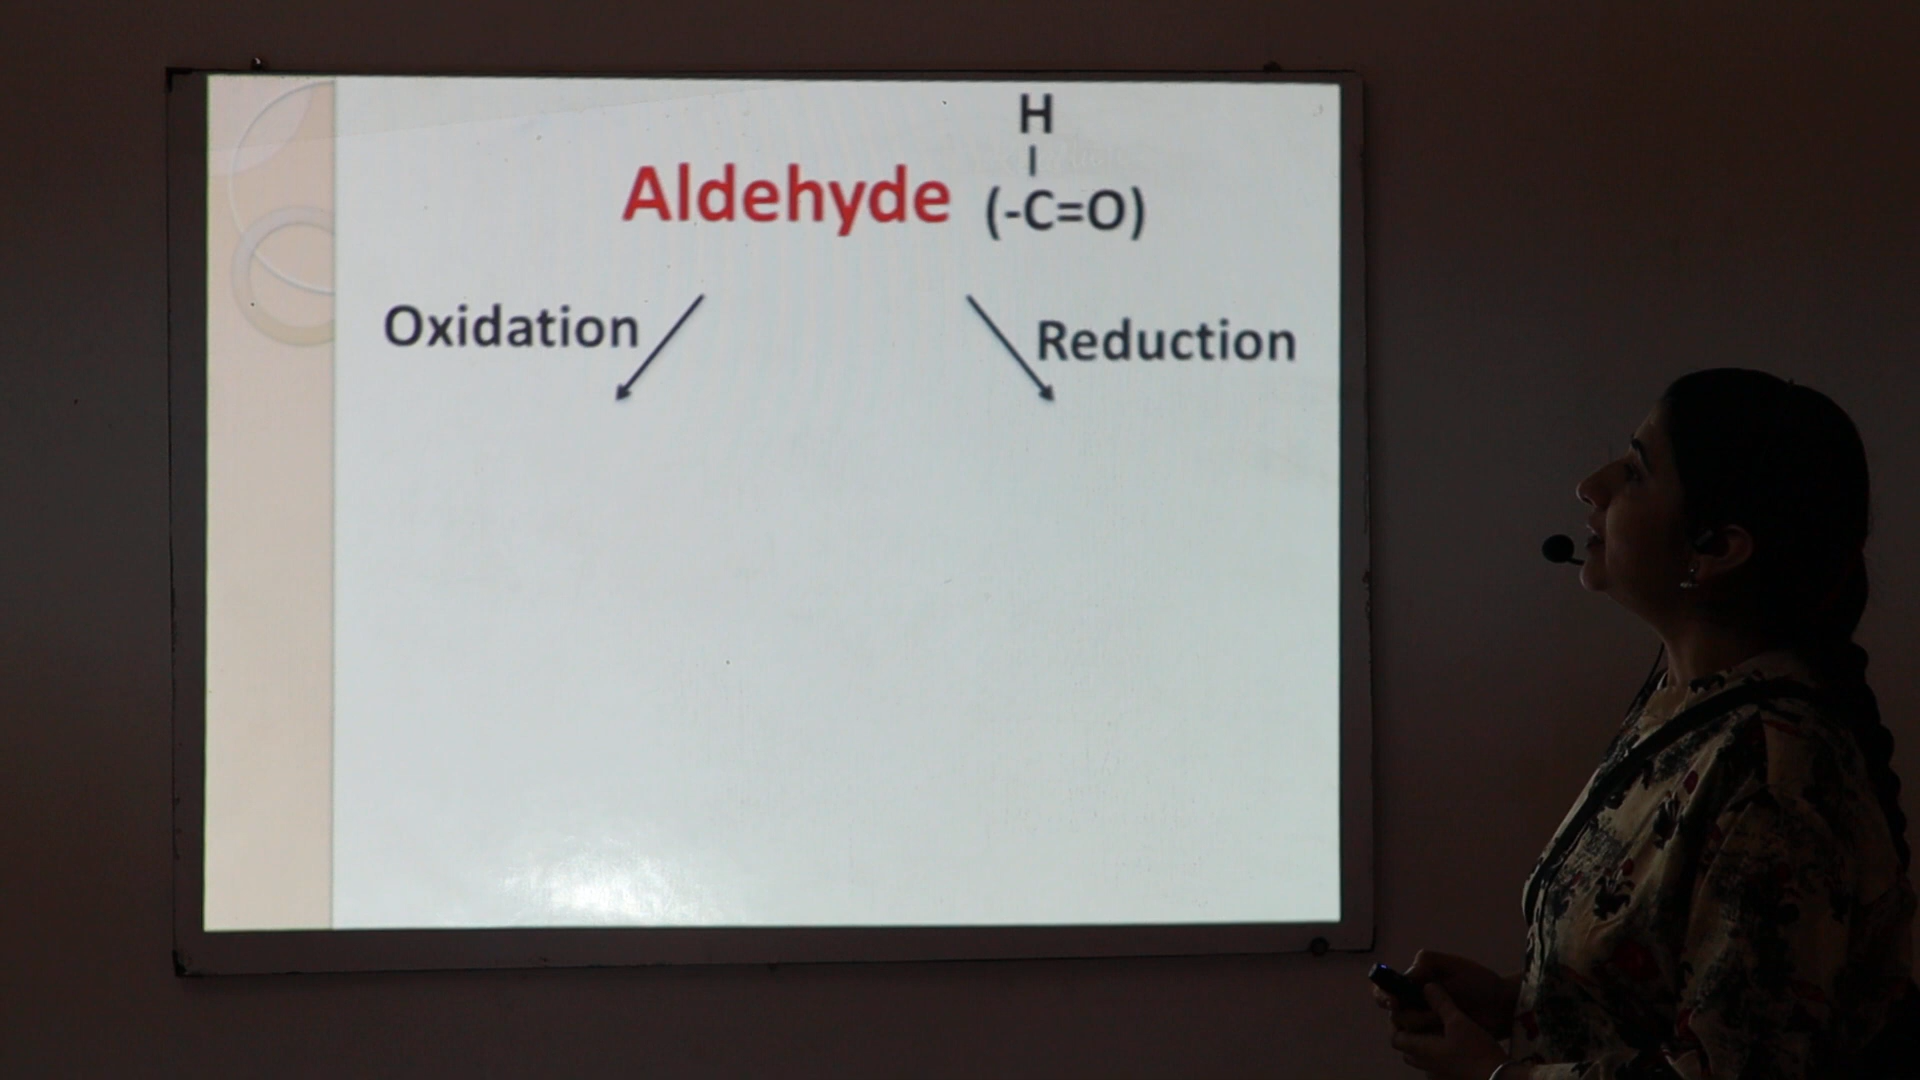 H
|
Aldehyde (-C=O)
Oxidation
Reduction